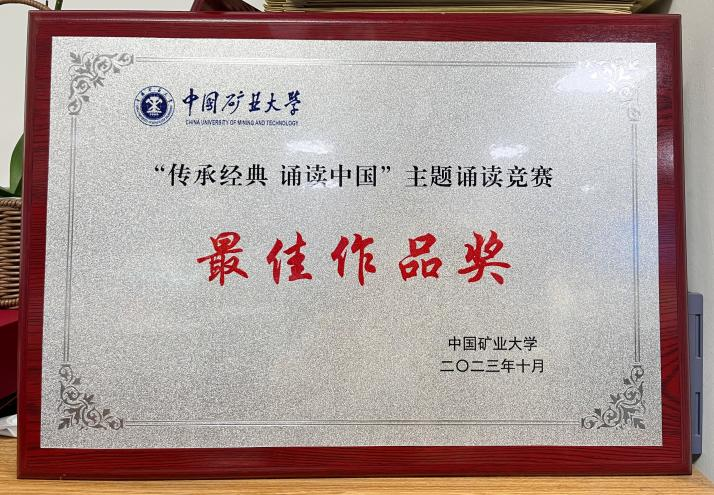 中国矿业大学
CHINA UNIVERSITY OF MINING AND TECHNOLOGY
“传承经典 诵读中国”主题诵读竞赛
最佳作品奖
中国矿业大学
二〇二三年十月